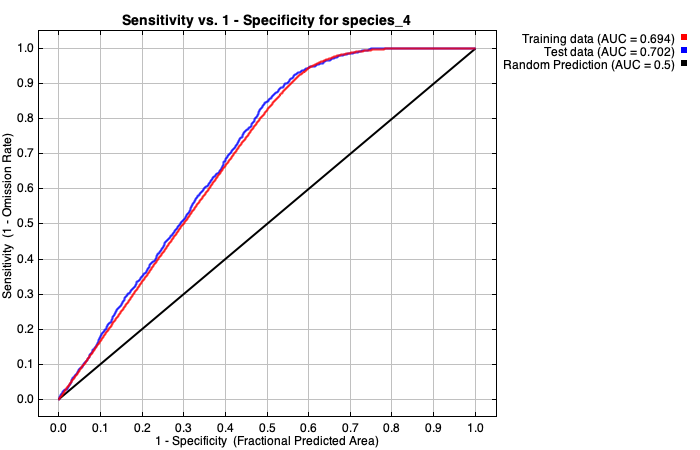 Sensitivity vs. 1 - Specificity for species_4
Training data (AUC = 0.694)
Test data (AUC = 0.702)
Random Prediction (AUC = 0.5)
Sensitivity (1 - Omission Rate)
1.0
0.9
0.8
0.7
0.6
0.5
0.4
0.3
0.2
0.1
0.0
0.0 0.1 0.2 0.3 0.4 0.5 0.6 0.7 0.8 0.9 1.0
1 - Specificity (Fractional Predicted Area)